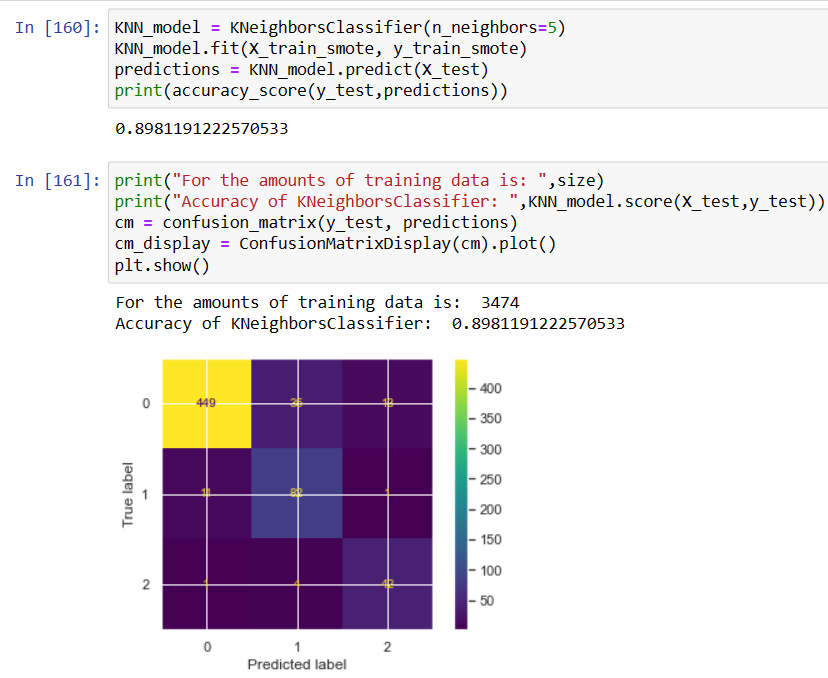 In [160]: KNN_model = KNeighborsClassifier(n_neighbors=5)
KNN_model.fit(X_train_smote, y_train_smote)
predictions = KNN_model.predict(X_test)
print(accuracy_score(y_test,predictions))
0.8981191222570533
In [161]: print("For the amounts of training data is: ",size)
print("Accuracy of KNeighborsClassifier: ",KNN_model.score(X_test,y_test))
cm = confusion_matrix(y_test, predictions)
cm_display = ConfusionMatrixDisplay(cm).plot()
plt.show()
For the amounts of training data is:  3474
Accuracy of KNeighborsClassifier:  0.8981191222570533
True label
0 449 35 13
1 11 82 1
2 1 4 42
0 1 2
Predicted label
400
350
300
250
200
150
100
50